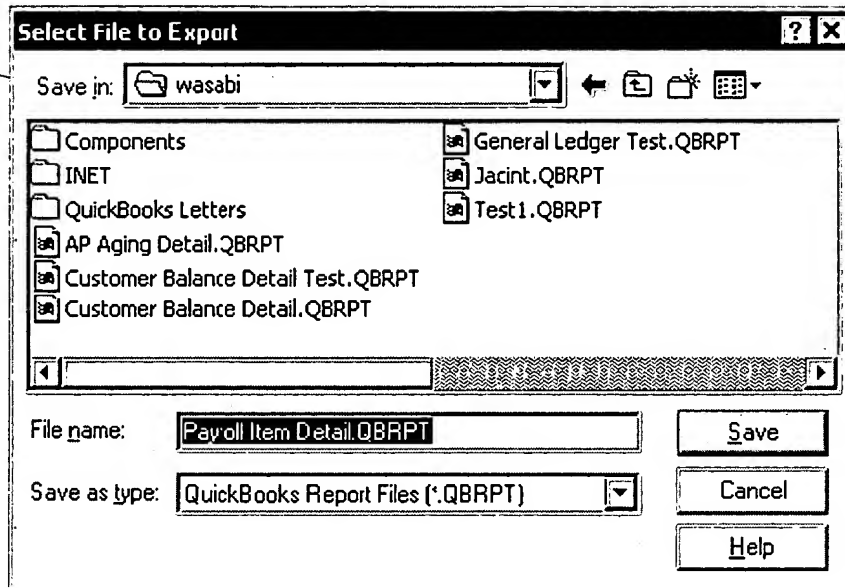 Select File to Export
Save in: wasabi
Components
INET
QuickBooks Letters
AP Aging Detail.QBRPT
Customer Balance Detail Test.QBRPT
Customer Balance Detail.QBRPT
General Ledger Test.QBRPT
Jacint.QBRPT
Test1.QBRPT
File name: Payroll Item Detail.QBRPT
Save
Save as type: QuickBooks Report Files (*.QBRPT)
Cancel
Help